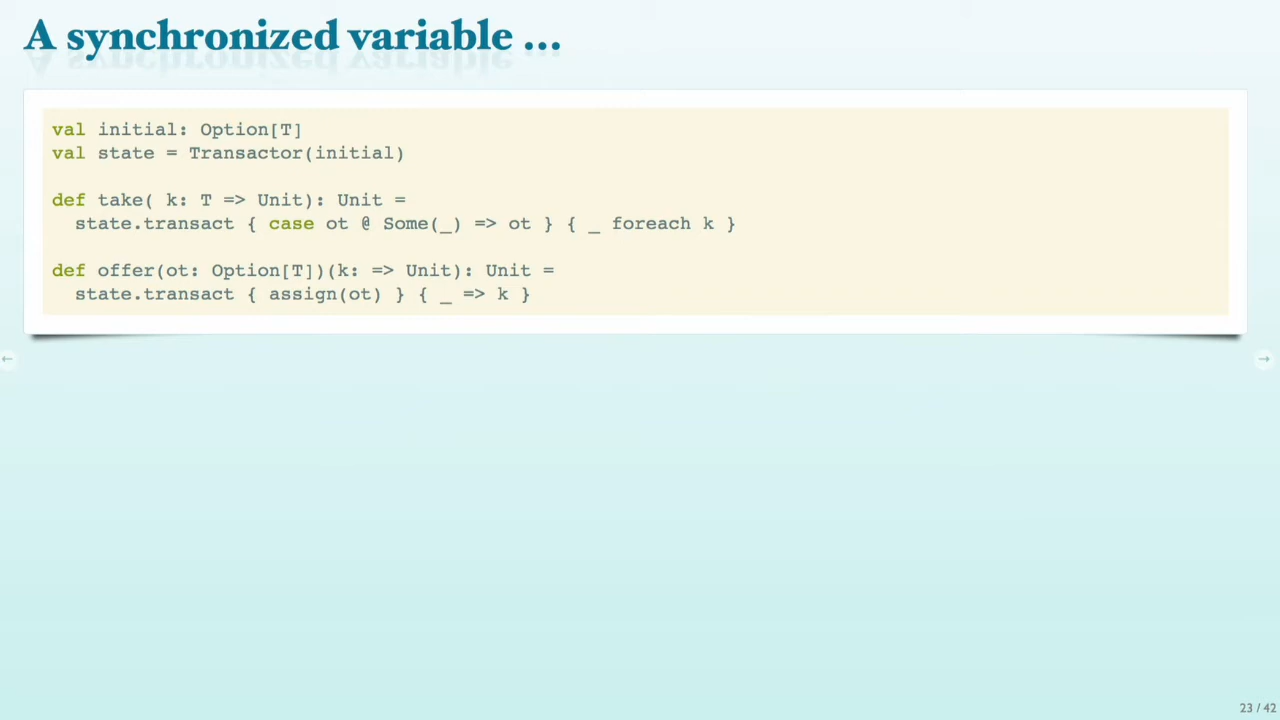 A synchronized variable ...
val initial: Option[T]
val state = Transactor(initial)
def take( k: T => Unit): Unit =
state.transact { case ot @ Some(_) => ot } { _ foreach k }
def offer(ot: Option[T])(k: => Unit): Unit =
state.transact { assign(ot) } { _ => k }
←
→
23 / 42